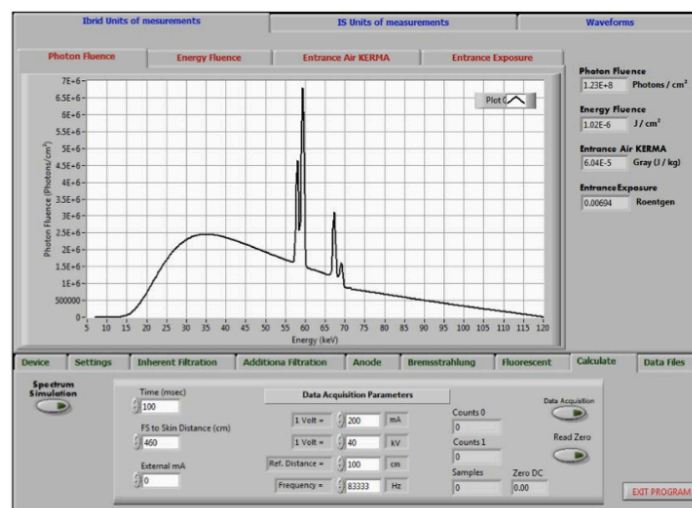 Ibrid Units of mesurements
IS Units of measurements
Waveforms
Photon Fluence
Energy Fluence
Entrance Air KERMA
Entrance Exposure
7E+6
6.5E+6
6E+6
5.5E+6
5E+6
4.5E+6
4E+6
3.5E+6
3E+6
2.5E+6
2E+6
1.5E+6
1E+6
500000
0
Photon Fluence (Photons/cm²)
Plot 0
5 10 15 20 25 30 35 40 45 50 55 60 65 70 75 80 85 90 95 100 105 110 115 120
Energy (keV)
Photon Fluence
1.23E+8 Photons / cm²
Energy Fluence
1.02E-6 J / cm²
Entrance Air KERMA
6.04E-5 Gray (J / kg)
EntranceExposure
0.00694 Roentgen
Device
Settings
Inherent Filtration
Additiona Filtration
Anode
Bremsstrahlung
Fluorescent
Calculate
Data Files
Spectrum
Simulation
Time (msec)
100
FS to Skin Distance (cm)
460
External mA
0
Data Acquisition Parameters
1 Volt = 200 mA
1 Volt = 40 kV
Ref. Distance = 100 cm
Frequency = 83333 Hz
Counts 0
0
Counts 1
0
Samples
0
Zero DC
0.00
Data Acquisition
Read Zero
EXIT PROGRAM